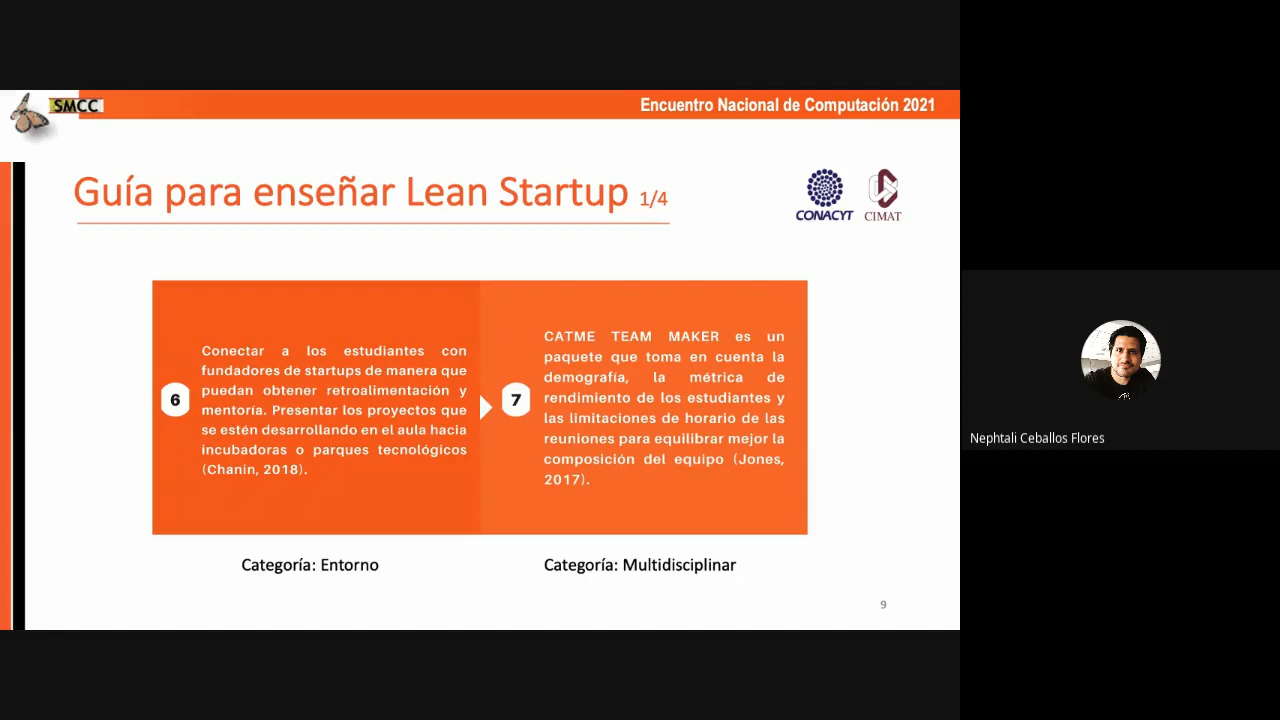 SMCC
Encuentro Nacional de Computación 2021
Guía para enseñar Lean Startup 1/4
CONACYT
CIMAT
6
Conectar a los estudiantes con
fundadores de startups de manera que
puedan obtener retroalimentación y
mentoría. Presentar los proyectos que
se estén desarrollando en el aula hacia
incubadoras o parques tecnológicos
(Chanin, 2018).
7
CATME TEAM MAKER es un
paquete que toma en cuenta la
demografía, la métrica de
rendimiento de los estudiantes y
las limitaciones de horario de las
reuniones para equilibrar mejor la
composición del equipo (Jones,
2017).
Categoría: Entorno
Categoría: Multidisciplinar
9
Nephtali Ceballos Flores